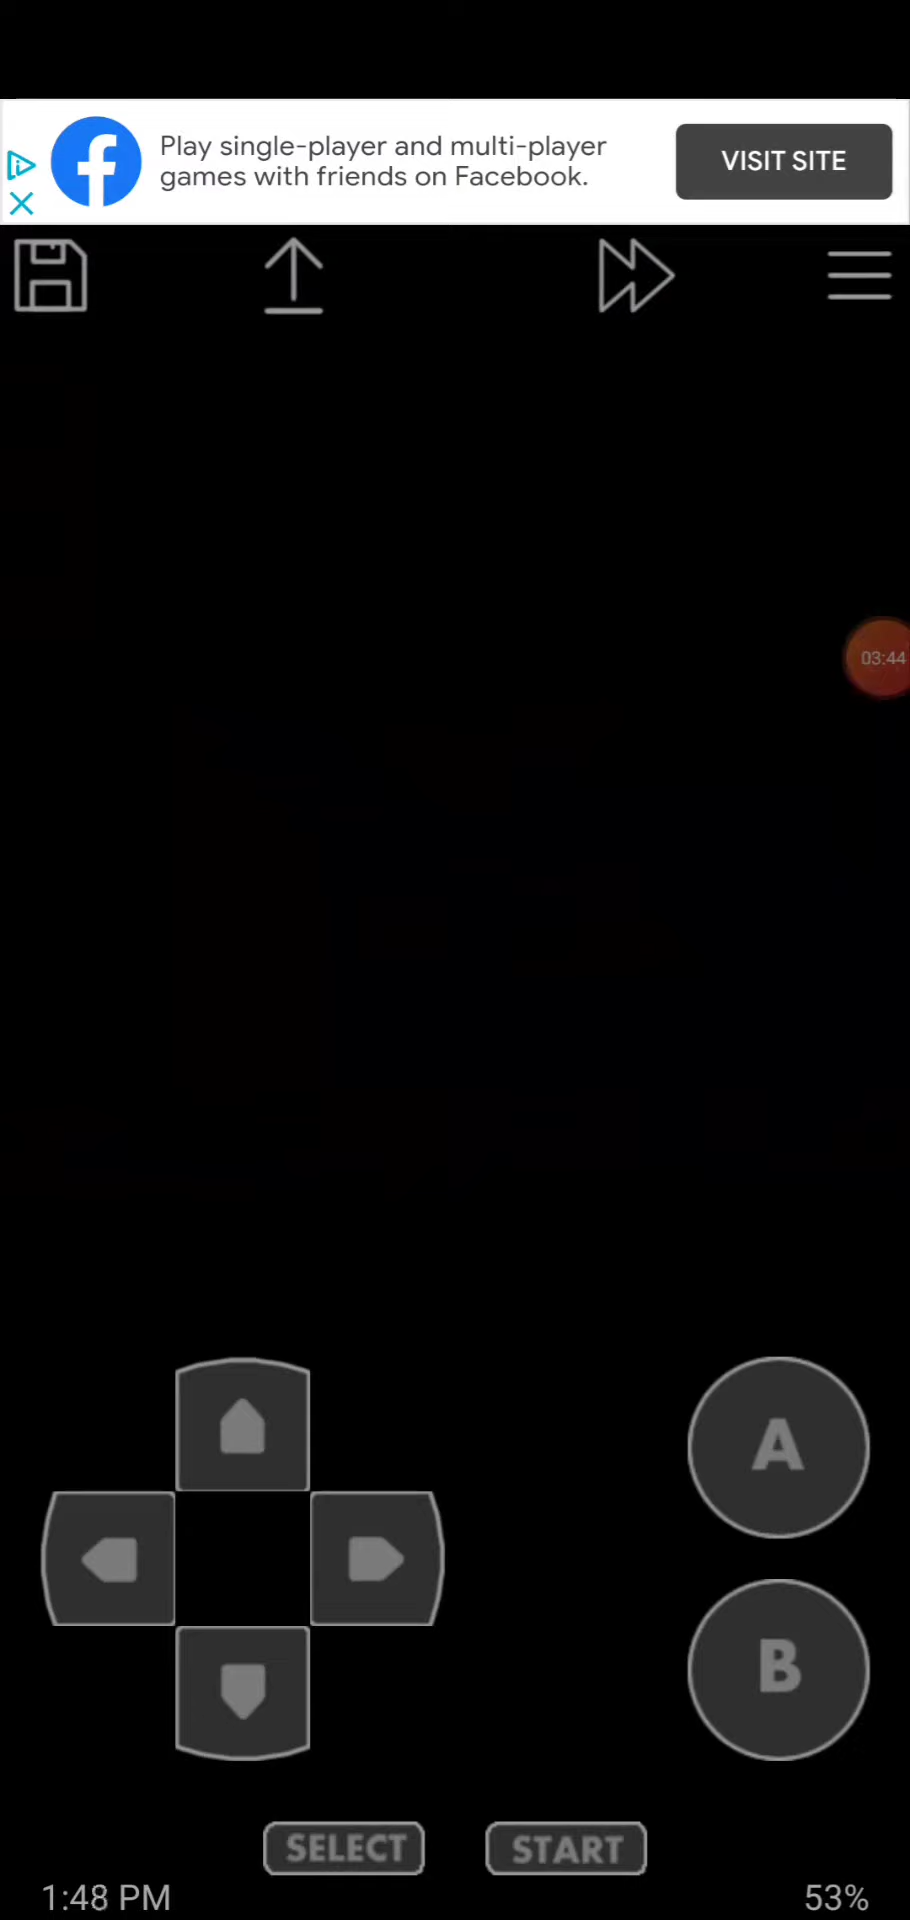 Play single-player and multi-player
games with friends on Facebook.
VISIT SITE
03:44
A
B
SELECT
START
1:48 PM
53%